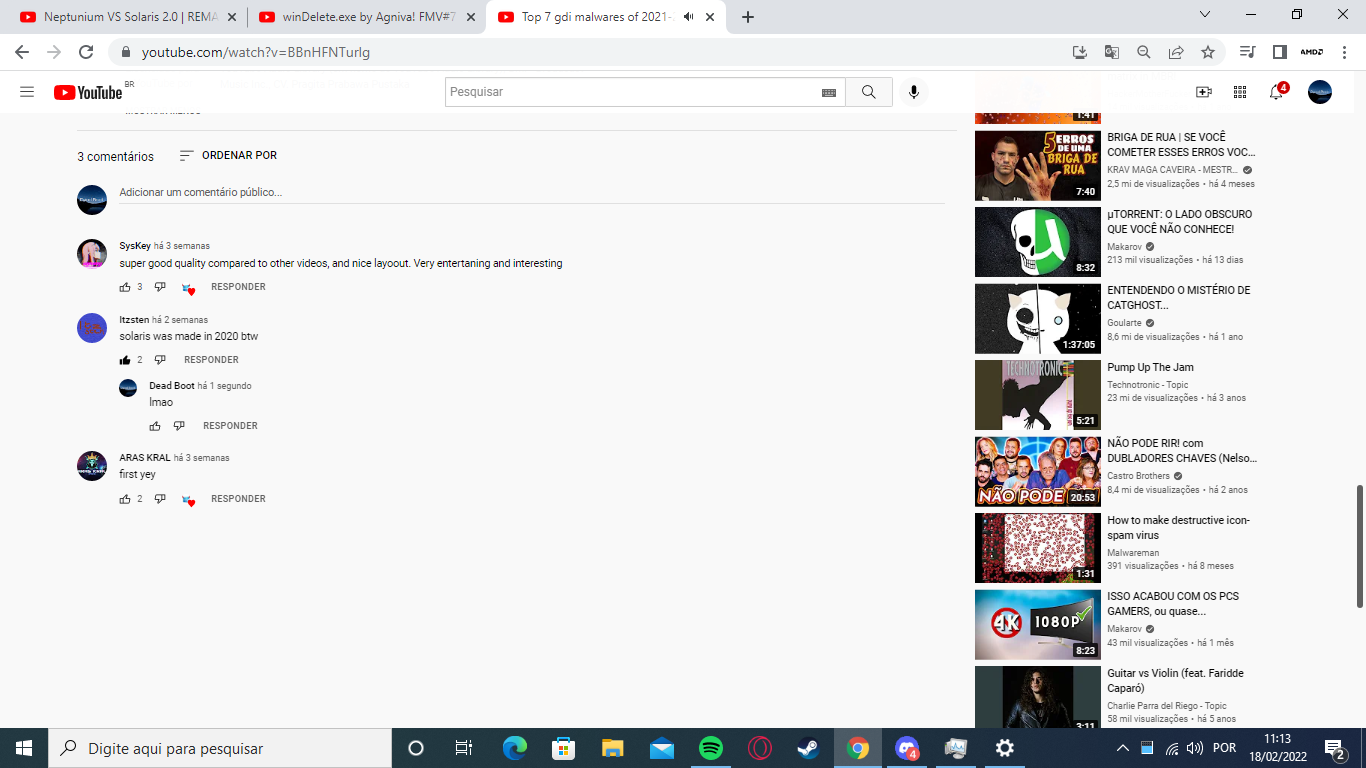 Neptunium VS Solaris 2.0 | REMA
winDelete.exe by Agniva! FMV#7
Top 7 gdi malwares of 2021-
youtube.com/watch?v=BBnHFNTurIg
AMD
YouTube BR
Pesquisar
4
3 comentários
ORDENAR POR
Adicionar um comentário público...
SysKey há 3 semanas
super good quality compared to other videos, and nice layoout. Very entertaning and interesting
3
RESPONDER
Itzsten há 2 semanas
solaris was made in 2020 btw
2
RESPONDER
Dead Boot há 1 segundo
lmao
RESPONDER
ARAS KRAL há 3 semanas
first yey
2
RESPONDER
1:41
5 ERROS
DE UMA
BRIGA DE
RUA
7:40
BRIGA DE RUA | SE VOCÊ
COMETER ESSES ERROS VOC...
KRAV MAGA CAVEIRA - MESTR...
2,5 mi de visualizações • há 4 meses
8:32
µTORRENT: O LADO OBSCURO
QUE VOCÊ NÃO CONHECE!
Makarov
213 mil visualizações • há 13 dias
1:37:05
ENTENDENDO O MISTÉRIO DE
CATGHOST...
Goularte
8,6 mi de visualizações • há 1 ano
TECHNOTRONIC
5:21
Pump Up The Jam
Technotronic - Topic
23 mi de visualizações • há 3 anos
NÃO PODE
20:53
NÃO PODE RIR! com
DUBLADORES CHAVES (Nelso...
Castro Brothers
8,4 mi de visualizações • há 2 anos
1:31
How to make destructive icon-
spam virus
Malwareman
391 visualizações • há 8 meses
4K
1080P
8:23
ISSO ACABOU COM OS PCS
GAMERS, ou quase...
Makarov
43 mil visualizações • há 1 mês
3:11
Guitar vs Violín (feat. Faridde
Caparó)
Charlie Parra del Riego - Topic
58 mil visualizações • há 5 anos
Digite aqui para pesquisar
4
POR
11:13
18/02/2022
2